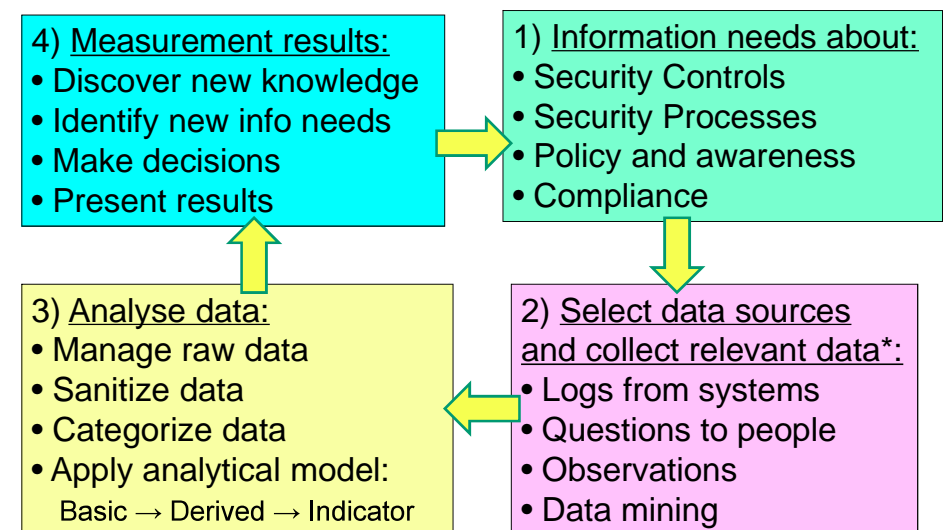 4) Measurement results:
• Discover new knowledge
• Identify new info needs
• Make decisions
• Present results
1) Information needs about:
• Security Controls
• Security Processes
• Policy and awareness
• Compliance
3) Analyse data:
• Manage raw data
• Sanitize data
• Categorize data
• Apply analytical model:
Basic → Derived → Indicator
2) Select data sources
and collect relevant data*:
• Logs from systems
• Questions to people
• Observations
• Data mining